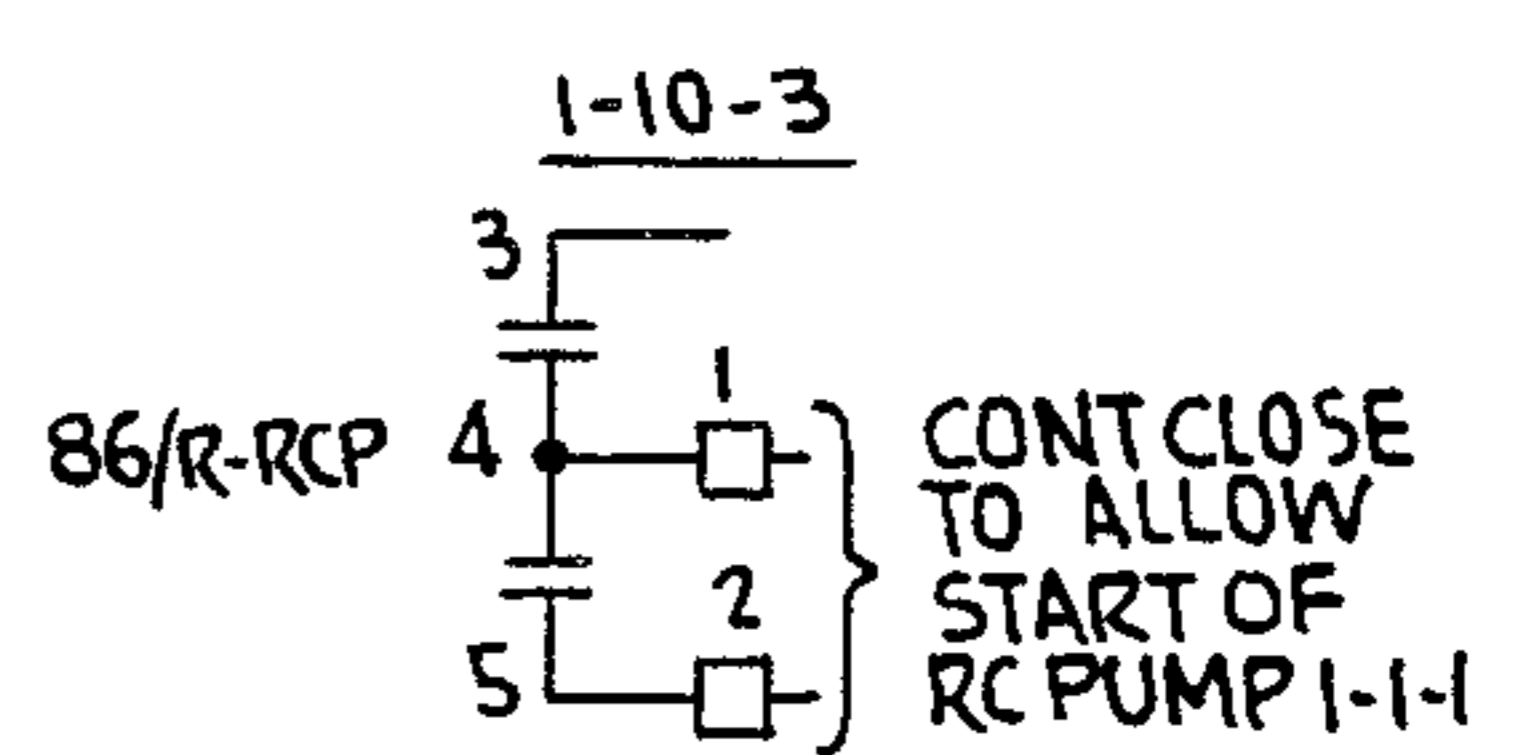 1-10-3
3
1
86/R-RCP 4
CONT CLOSE
TO ALLOW
START OF
RC PUMP 1-1-1
2
5